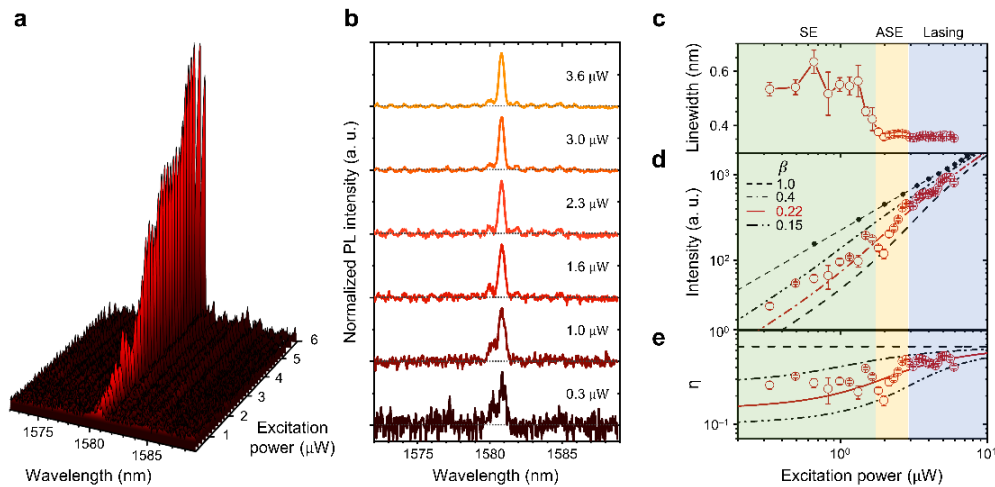 a
6
5
4
3
2
1
Excitation
power (μW)
1575
1580
1585
Wavelength (nm)
b
Normalized PL intensity (a. u.)
3.6 μW
3.0 μW
2.3 μW
1.6 μW
1.0 μW
0.3 μW
1575 1580 1585
Wavelength (nm)
c
SE ASE Lasing
Linewidth (nm)
0.6
0.4
d
Intensity (a. u.)
10³
10²
10⁰
β
1.0
0.4
0.22
0.15
e
η
10⁻¹
10⁰ 10¹
Excitation power (μW)